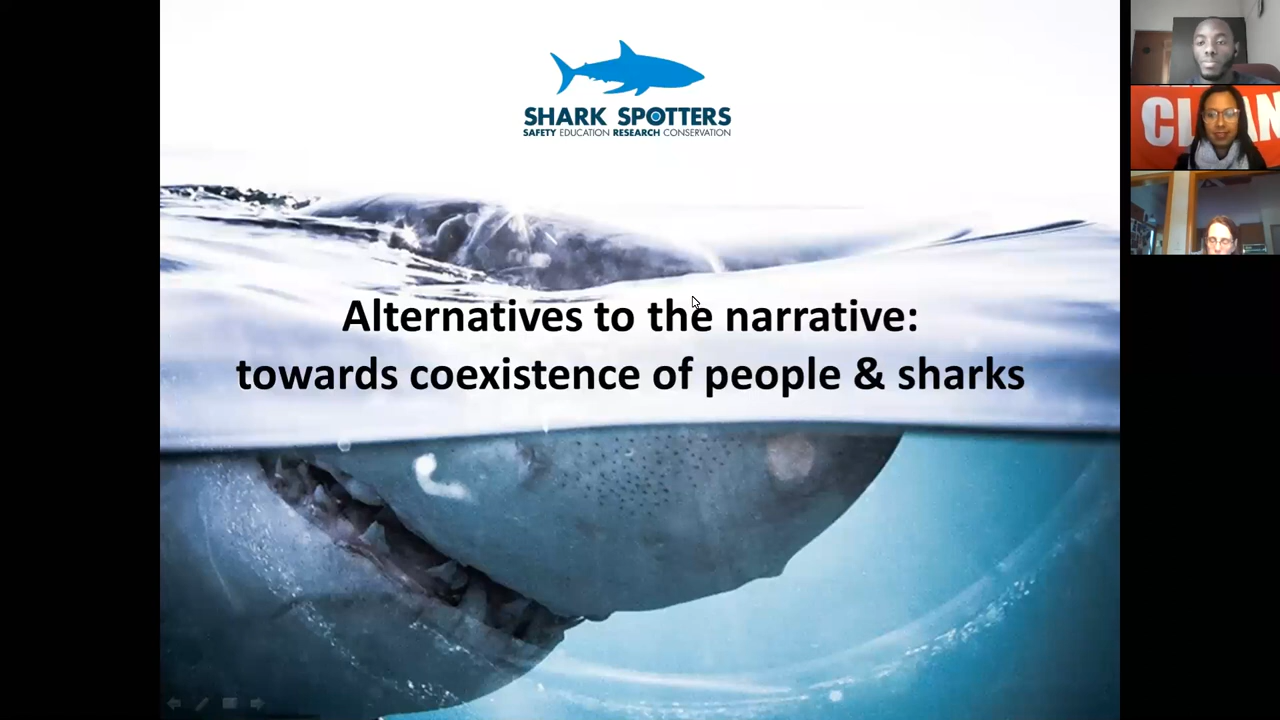 SHARK SPOTTERS
SAFETY EDUCATION RESEARCH CONSERVATION
Alternatives to the narrative:
towards coexistence of people & sharks